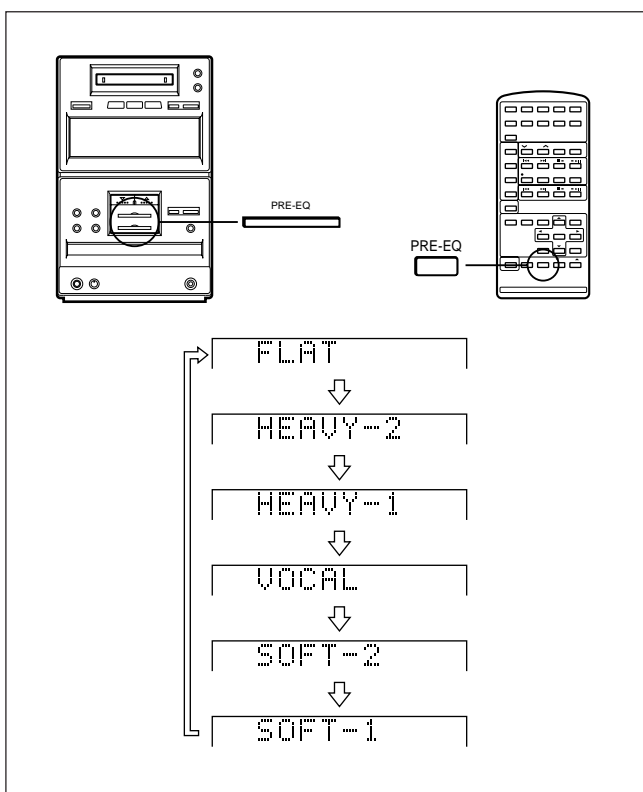 PRE-EQ
PRE-EQ
FLAT
HEAVY-2
HEAVY-1
VOCAL
SOFT-2
SOFT-1